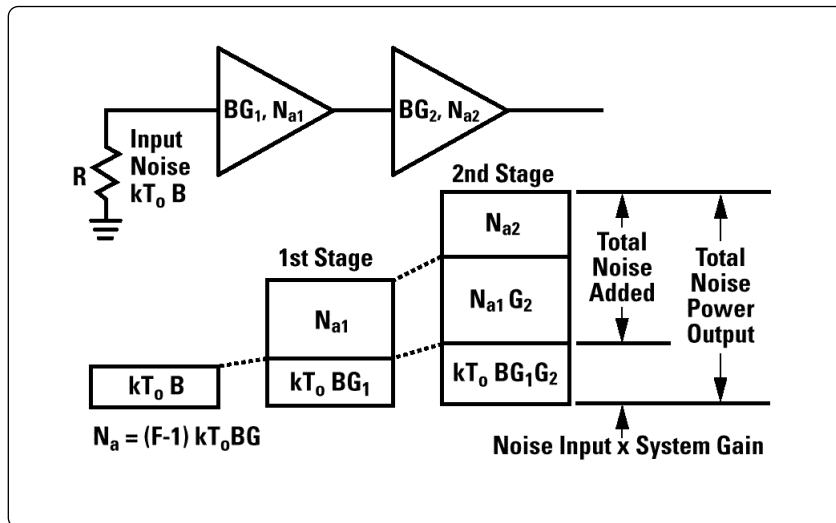 BG₁, Nₐ₁
BG₂, Nₐ₂
Input
Noise
kTₒ B
R
2nd Stage
Nₐ₂
Total
Noise
Added
Total
Noise
Power
Output
1st Stage
Nₐ₁
Nₐ₁ G₂
kTₒ B
kTₒ BG₁
kTₒ BG₁G₂
Nₐ = (F-1) kTₒBG
Noise Input x System Gain